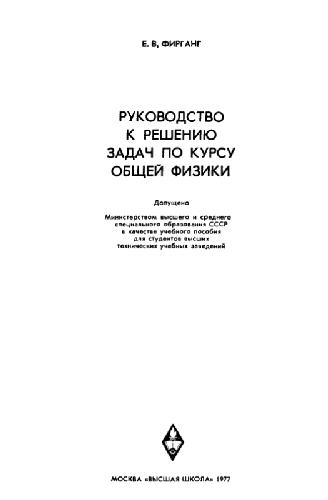 Е. В. ФИРГАНГ
РУКОВОДСТВО
К РЕШЕНИЮ
ЗАДАЧ ПО КУРСУ
ОБЩЕЙ ФИЗИКИ
Допущено
Министерством высшего и среднего
специального образования СССР
в качестве учебного пособия
для студентов высших
технических учебных заведений
МОСКВА «ВЫСШАЯ ШКОЛА» 1977